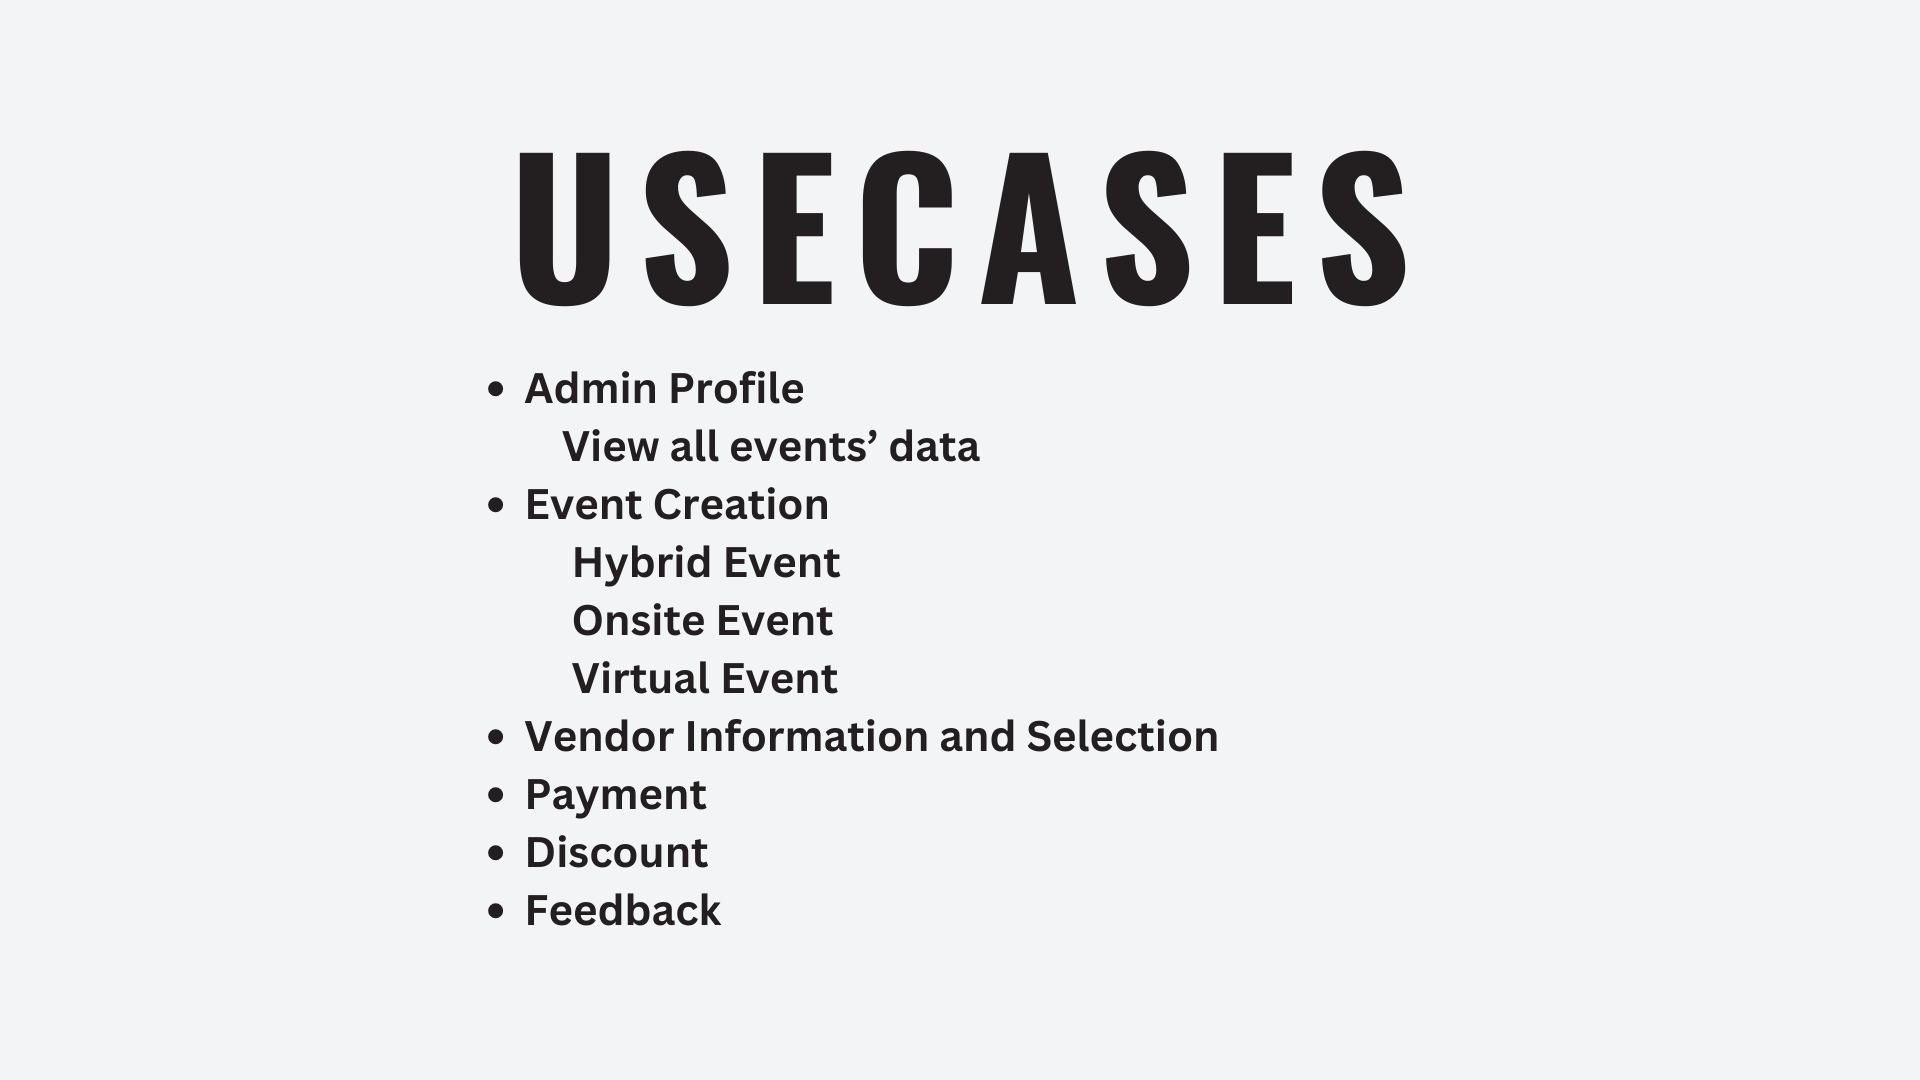 USECASES
• Admin Profile
View all events’ data
• Event Creation
Hybrid Event
Onsite Event
Virtual Event
• Vendor Information and Selection
• Payment
• Discount
• Feedback